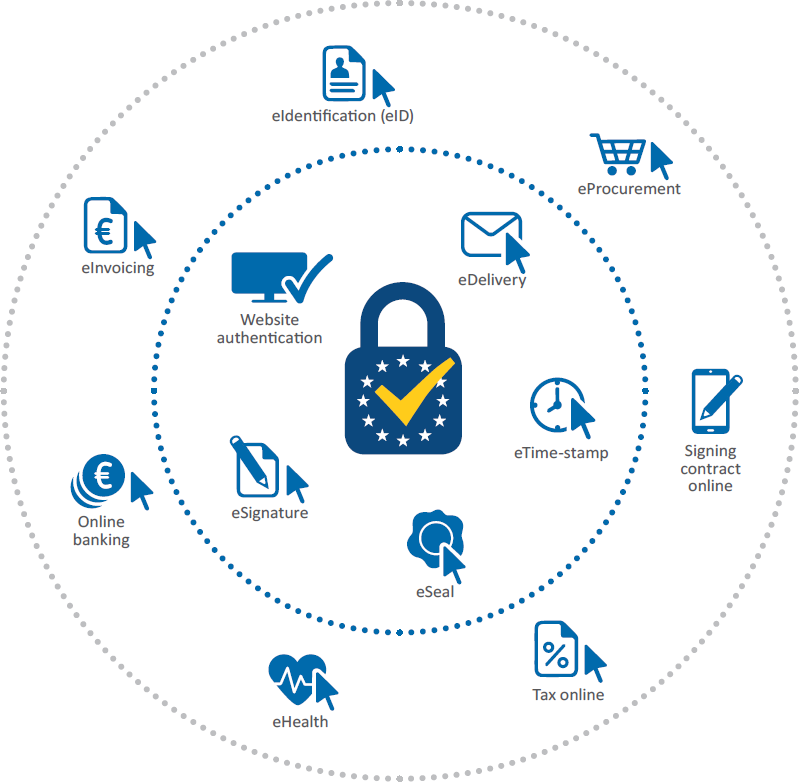 eIdentification (eID)
eProcurement
eInvoicing
eDelivery
Website
authentication
eTime-stamp
Signing
contract
online
eSignature
Online
banking
eSeal
Tax online
eHealth